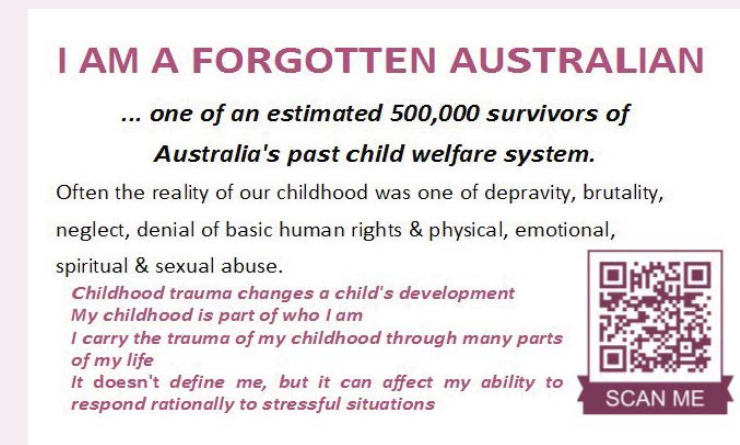 I AM A FORGOTTEN AUSTRALIAN
... one of an estimated 500,000 survivors of
Australia's past child welfare system.
Often the reality of our childhood was one of depravity, brutality,
neglect, denial of basic human rights & physical, emotional,
spiritual & sexual abuse.
Childhood trauma changes a child's development
My childhood is part of who I am
I carry the trauma of my childhood through many parts
of my life
It doesn't define me, but it can affect my ability to
respond rationally to stressful situations
SCAN ME